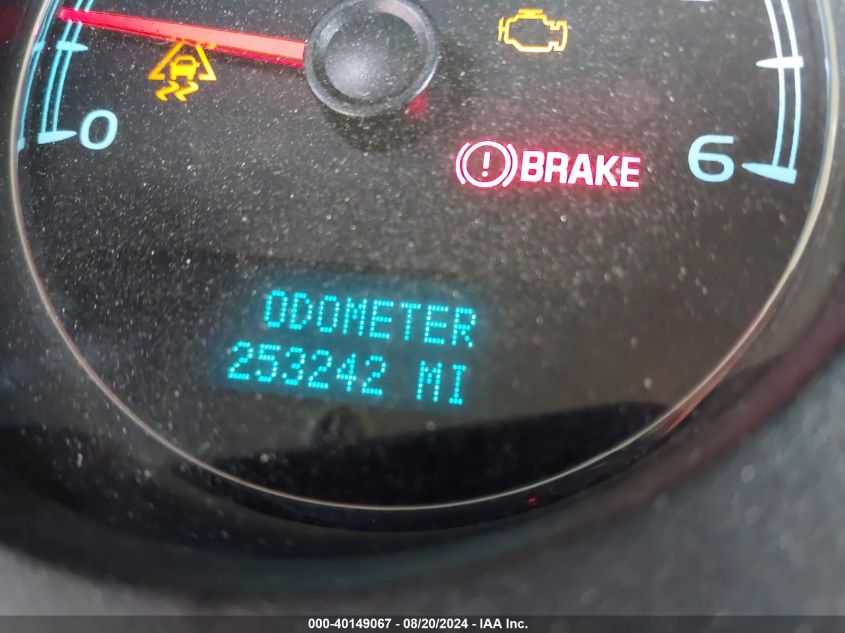 0
BRAKE
6
ODOMETER
253242 MI
000-40149067 - 08/20/2024 - IAA Inc.